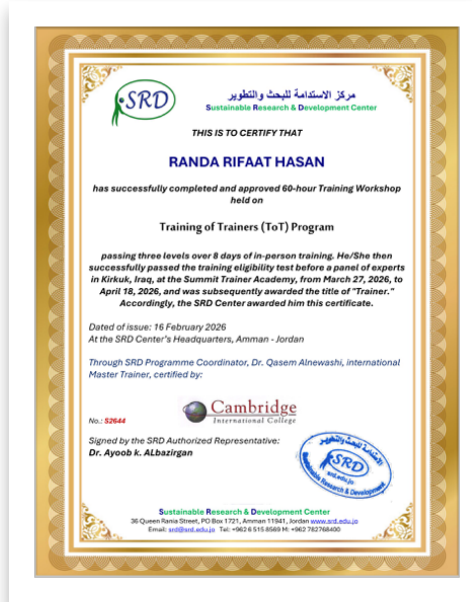 SRD
مركز الاستدامة للبحث والتطوير
Sustainable Research & Development Center
THIS IS TO CERTIFY THAT
RANDA RIFAAT HASAN
has successfully completed and approved 60-hour Training Workshop
held on
Training of Trainers (ToT) Program
passing three levels over 8 days of in-person training. He/She then
successfully passed the training eligibility test before a panel of experts
in Kirkuk, Iraq, at the Summit Trainer Academy, from March 27, 2026, to
April 18, 2026, and was subsequently awarded the title of "Trainer."
Accordingly, the SRD Center awarded him this certificate.
Dated of issue: 16 February 2026
At the SRD Center's Headquarters, Amman - Jordan
Through SRD Programme Coordinator, Dr. Qasem Alnewashi, international
Master Trainer, certified by:
Cambridge
International College
No.: S2644
Signed by the SRD Authorized Representative:
Dr. Ayoob k. ALbazirgan
الاستدامة للبحث والتطوير
SRD
srd.edu.jo
Sustainable Research & Development
Sustainable Research & Development Center
36 Queen Rania Street, PO Box 1721, Amman 11941, Jordan www.srd.edu.jo
Email: srd@srd.edu.jo Tel: +962 6 515 8569 M: +962 782768400